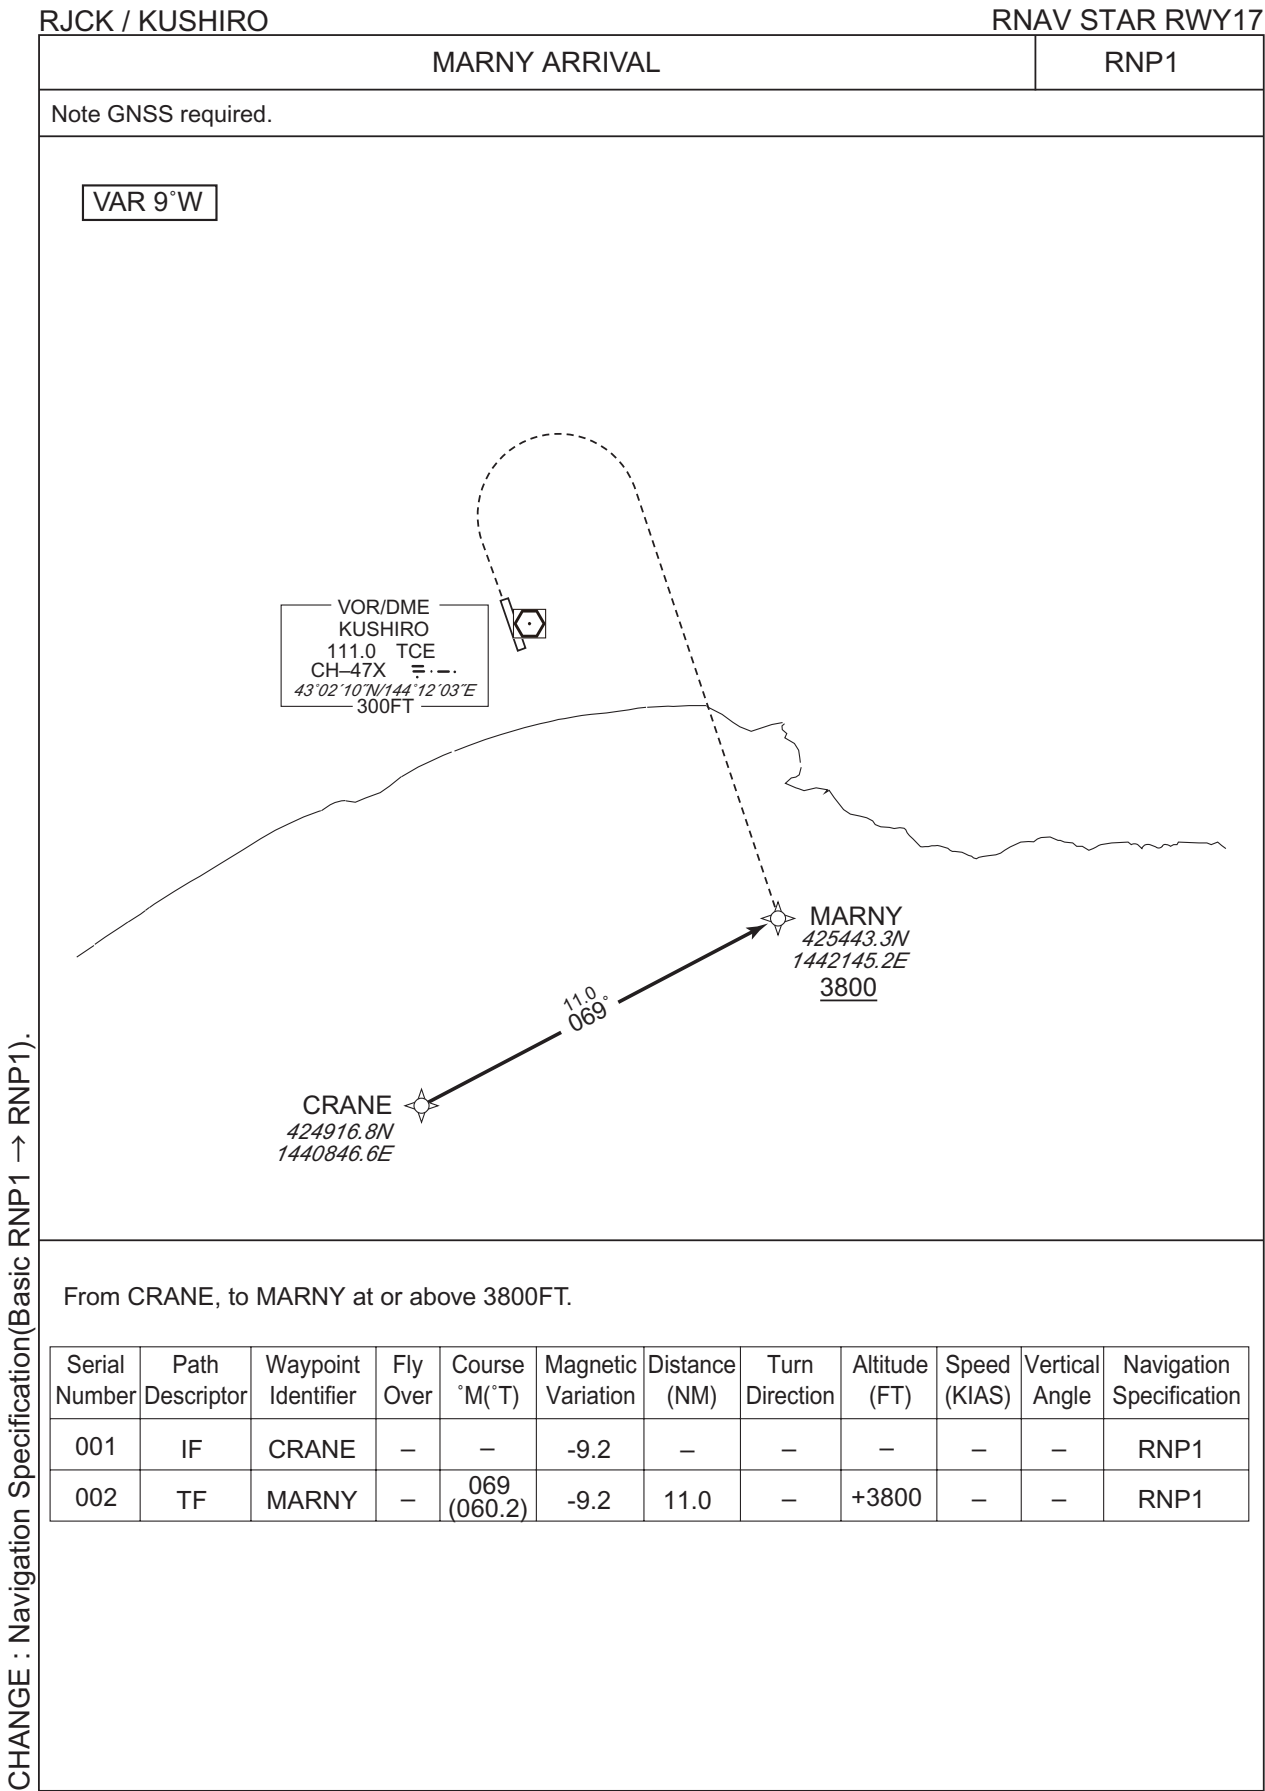 RJCK / KUSHIRO
RNAV STAR RWY17
MARNY ARRIVAL
RNP1
Note GNSS required.
VAR 9˚W
VOR/DME
KUSHIRO
111.0 TCE
CH–47X
43˚02´10˝N/144˚12´03˝E
300FT
MARNY
425443.3N
1442145.2E
3800
11.0
069˚
CRANE
424916.8N
1440846.6E
From CRANE, to MARNY at or above 3800FT.
Serial Number | Path Descriptor | Waypoint Identifier | Fly Over | Course ˚M(˚T) | Magnetic Variation | Distance (NM) | Turn Direction | Altitude (FT) | Speed (KIAS) | Vertical Angle | Navigation Specification
001 | IF | CRANE | – | – | -9.2 | – | – | – | – | – | RNP1
002 | TF | MARNY | – | 069 (060.2) | -9.2 | 11.0 | – | +3800 | – | – | RNP1
CHANGE : Navigation Specification(Basic RNP1 → RNP1).